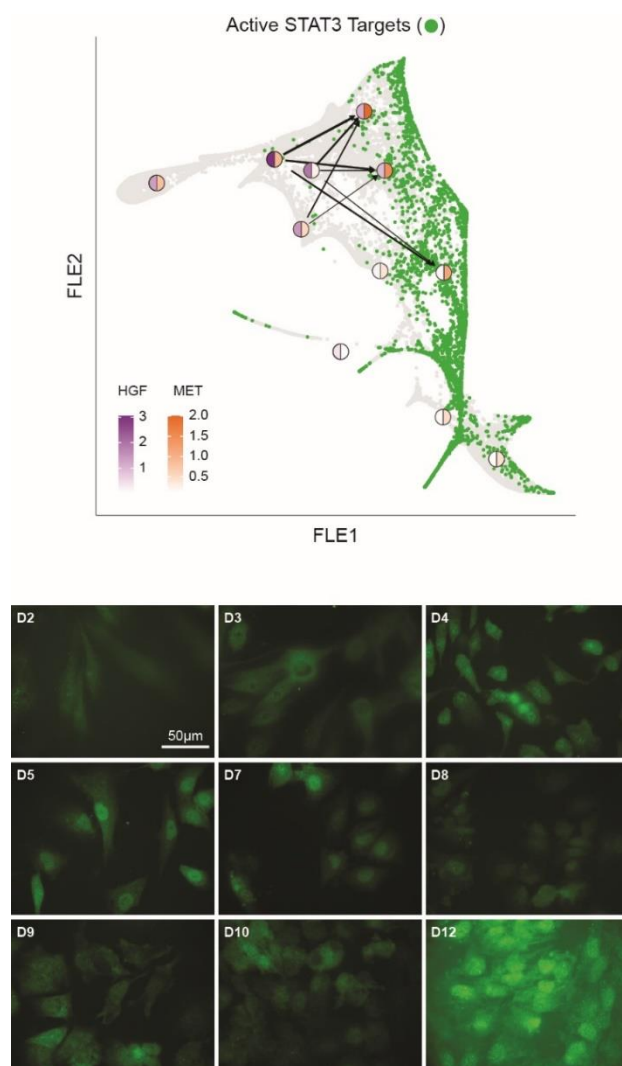 Active STAT3 Targets (●)
FLE2
HGF MET
3 2.0
2 1.5
1 1.0
0.5
FLE1
D2 D3 D4
50µm
D5 D7 D8
D9 D10 D12